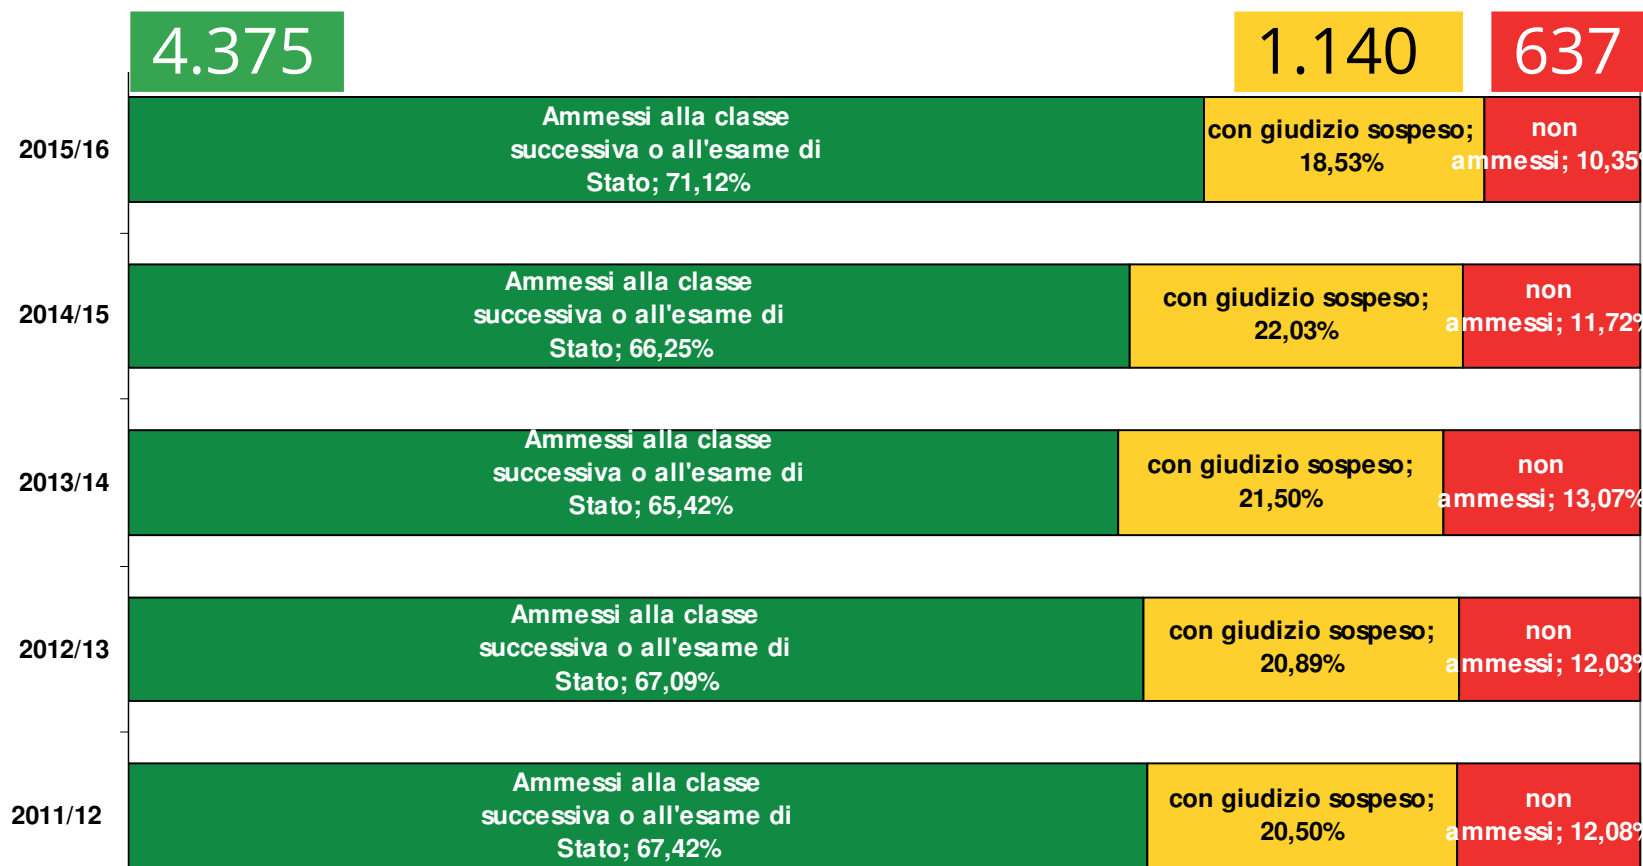 4.375
1.140
637
2015/16
Ammessi alla classe
successiva o all'esame di
Stato; 71,12%
con giudizio sospeso;
18,53%
non
ammessi; 10,35%
2014/15
Ammessi alla classe
successiva o all'esame di
Stato; 66,25%
con giudizio sospeso;
22,03%
non
ammessi; 11,72%
2013/14
Ammessi alla classe
successiva o all'esame di
Stato; 65,42%
con giudizio sospeso;
21,50%
non
ammessi; 13,07%
2012/13
Ammessi alla classe
successiva o all'esame di
Stato; 67,09%
con giudizio sospeso;
20,89%
non
ammessi; 12,03%
2011/12
Ammessi alla classe
successiva o all'esame di
Stato; 67,42%
con giudizio sospeso;
20,50%
non
ammessi; 12,08%